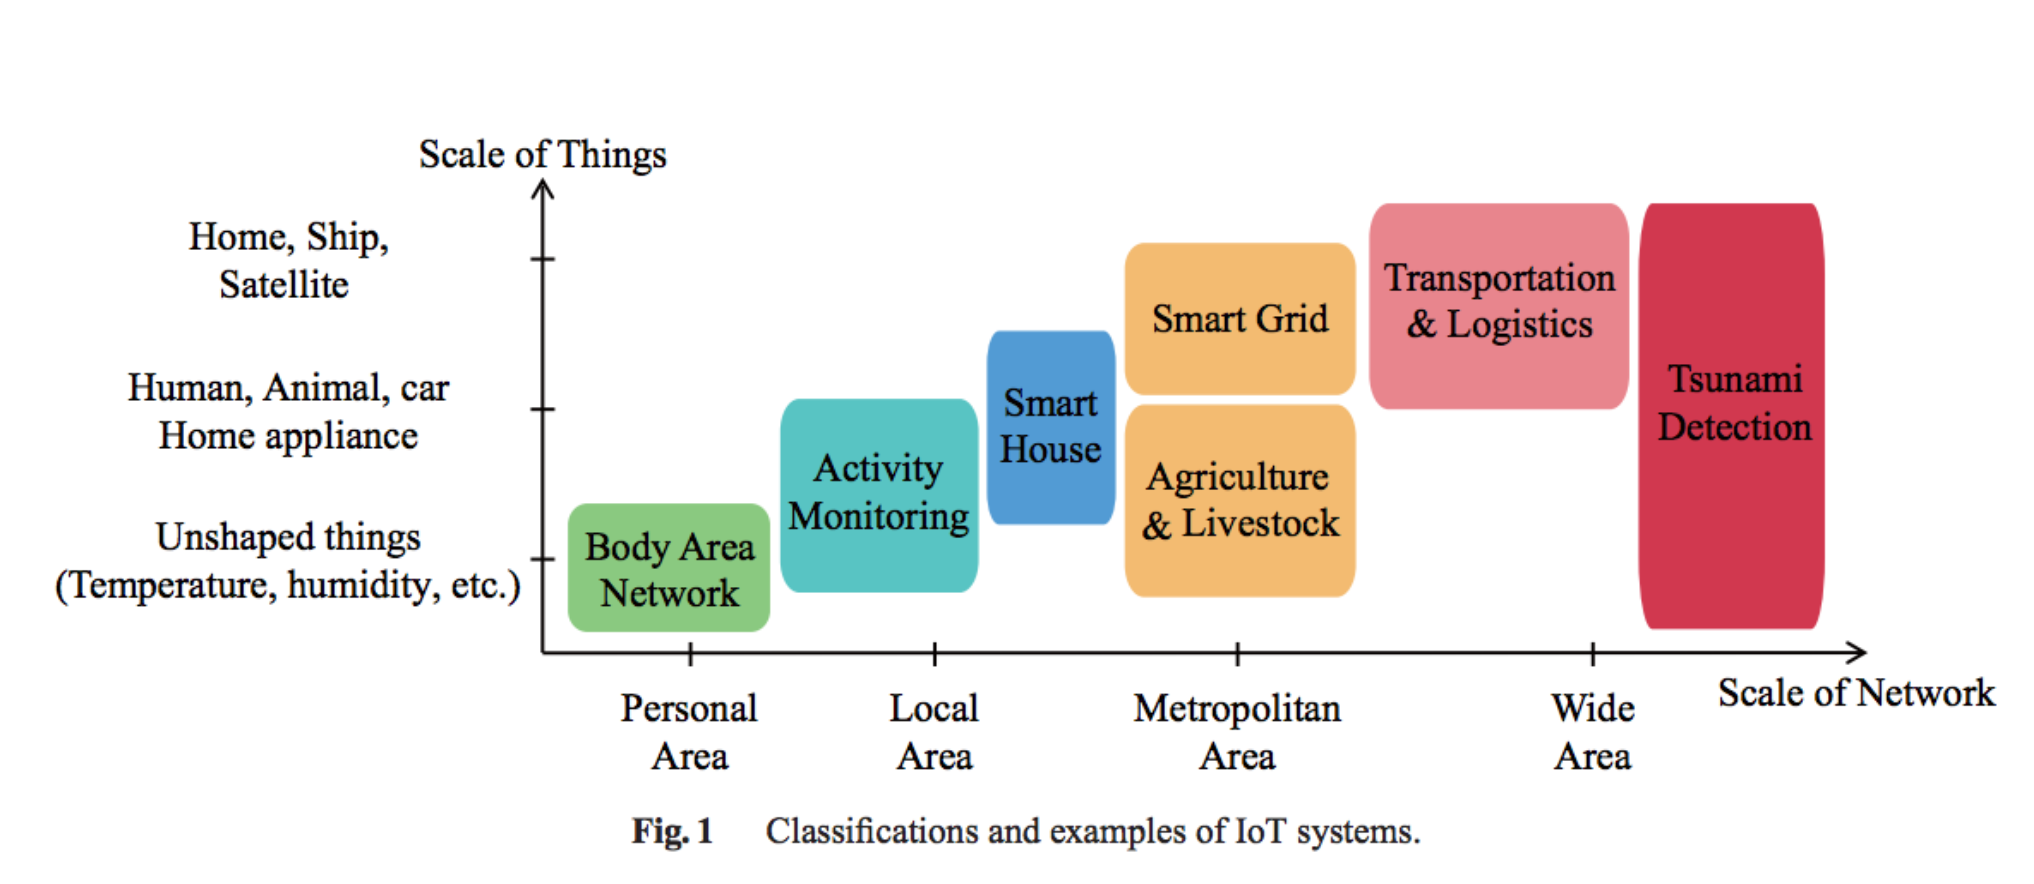 Scale of Things
Home, Ship,
Satellite
Human, Animal, car
Home appliance
Unshaped things
(Temperature, humidity, etc.)
Body Area
Network
Activity
Monitoring
Smart
House
Smart Grid
Agriculture
& Livestock
Transportation
& Logistics
Tsunami
Detection
Personal
Area
Local
Area
Metropolitan
Area
Wide
Area
Scale of Network
Fig. 1 Classifications and examples of IoT systems.